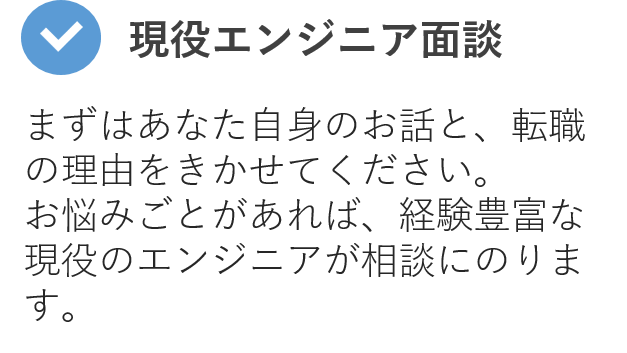 現役エンジニア面談
まずはあなた自身のお話と、転職
の理由をきかせてください。
お悩みごとがあれば、経験豊富な
現役のエンジニアが相談にのりま
す。